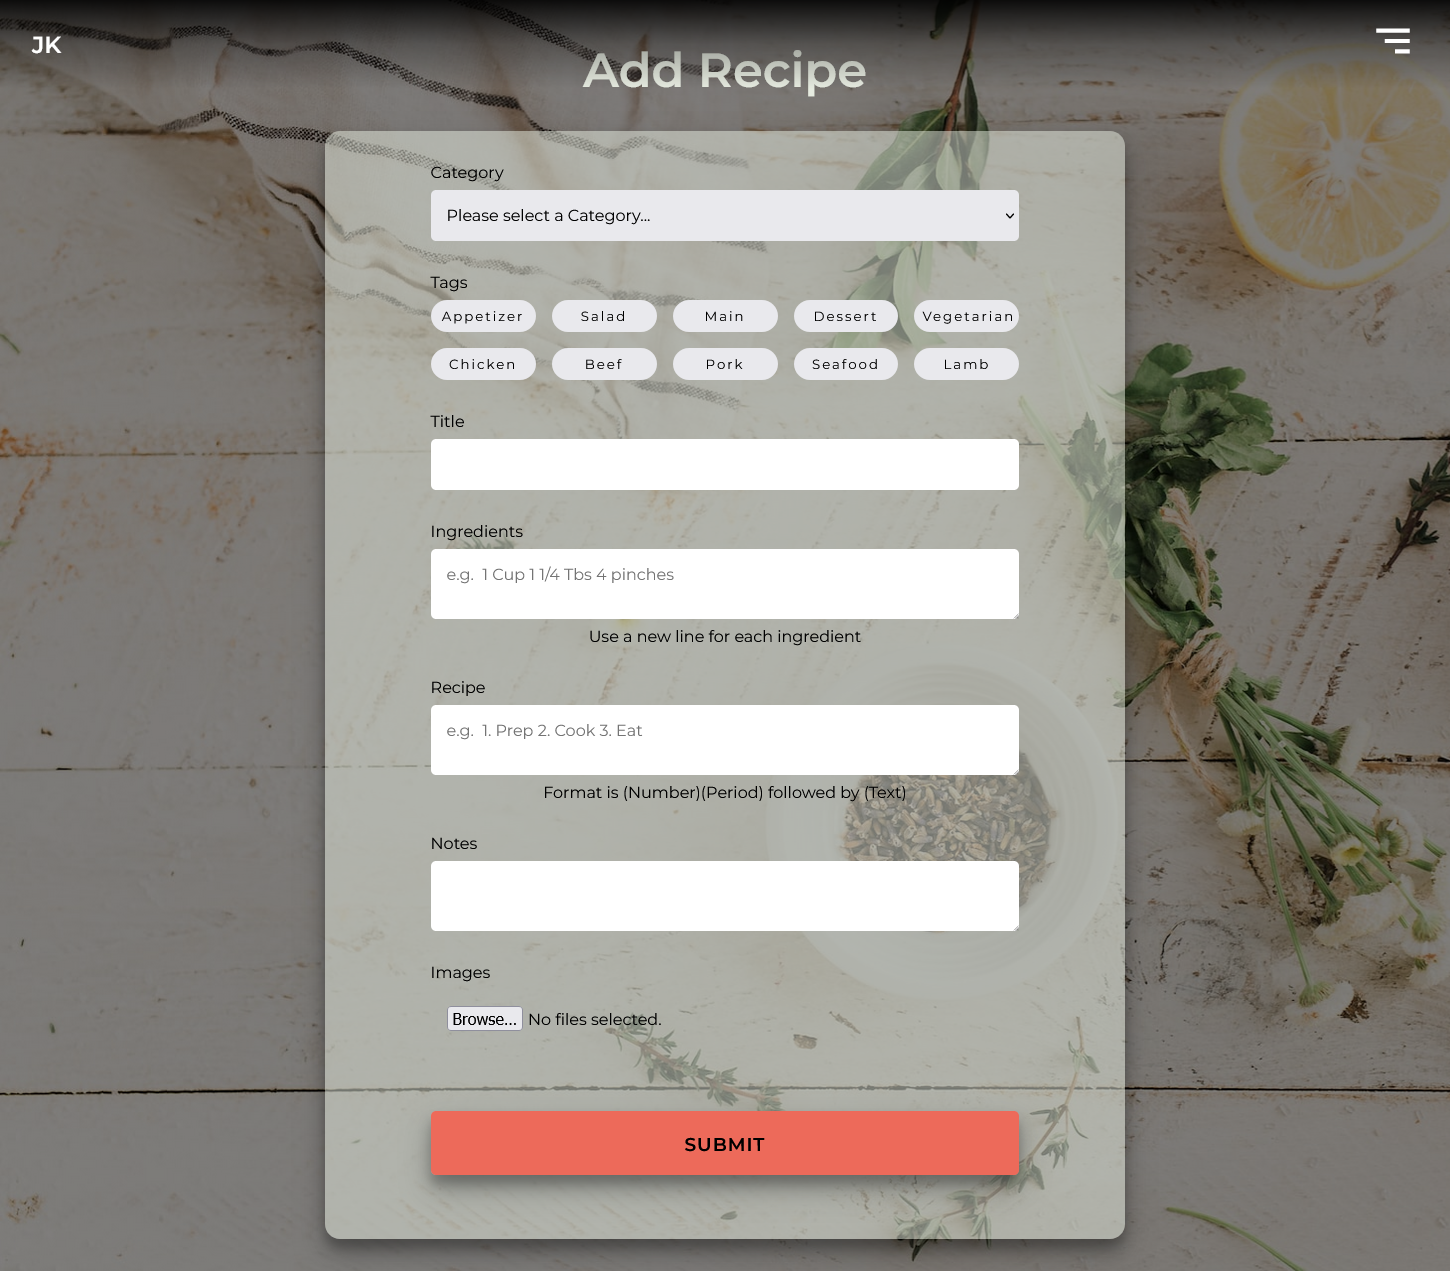 JK
Add Recipe
Category
Please select a Category...
Tags
Appetizer Salad Main Dessert Vegetarian
Chicken Beef Pork Seafood Lamb
Title
Ingredients
e.g.  1 Cup 1 1/4 Tbs 4 pinches
Use a new line for each ingredient
Recipe
e.g.  1. Prep 2. Cook 3. Eat
Format is (Number)(Period) followed by (Text)
Notes
Images
Browse... No files selected.
SUBMIT